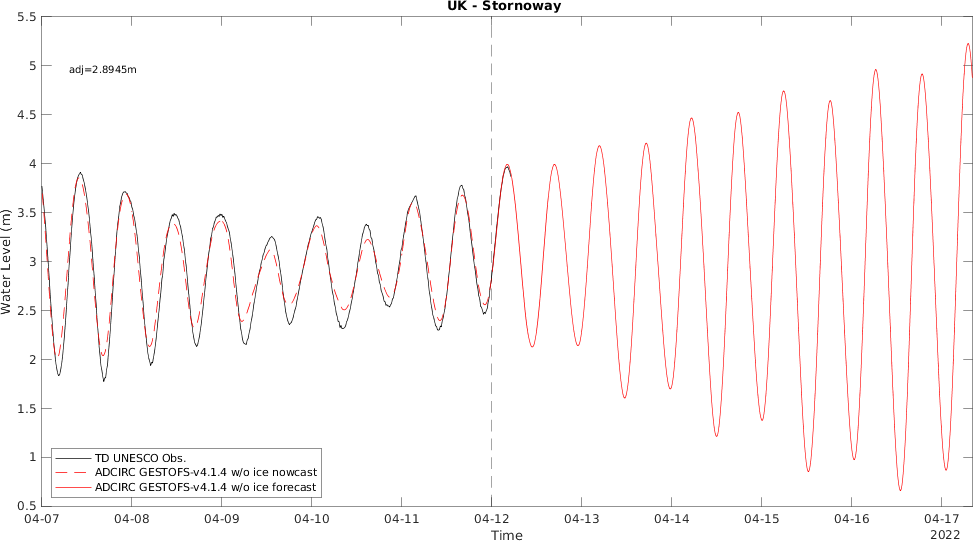 UK - Stornoway
5.5
5
4.5
4
3.5
3
2.5
2
1.5
1
0.5
Water Level (m)
adj=2.8945m
TD UNESCO Obs.
ADCIRC GESTOFS-v4.1.4 w/o ice nowcast
ADCIRC GESTOFS-v4.1.4 w/o ice forecast
04-07 04-08 04-09 04-10 04-11 04-12 04-13 04-14 04-15 04-16 04-17
2022
Time